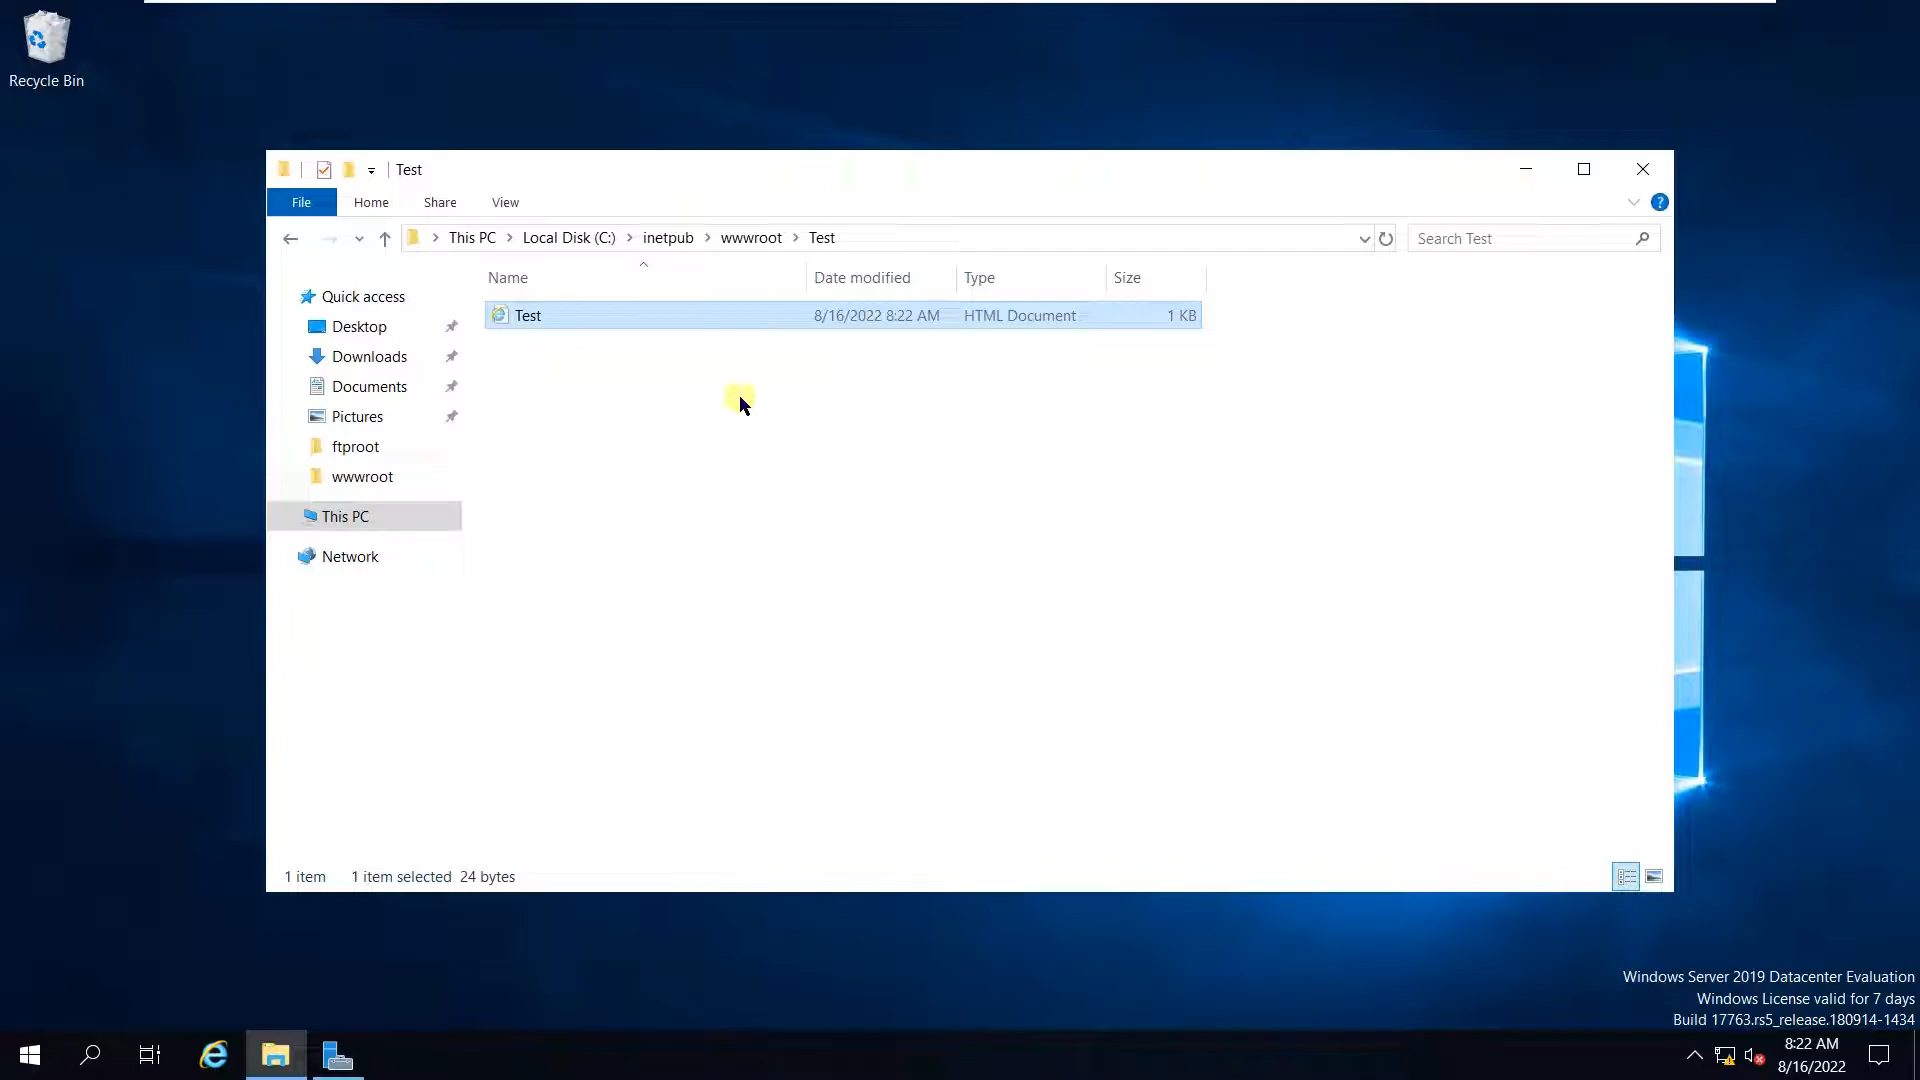 Recycle Bin
Test
File
Home
Share
View
This PC
Local Disk (C:)
inetpub
wwwroot
Test
Search Test
Name
Date modified
Type
Size
Quick access
Desktop
Downloads
Documents
Pictures
ftproot
wwwroot
This PC
Network
Test
8/16/2022 8:22 AM
HTML Document
1 KB
1 item
1 item selected
24 bytes
Windows Server 2019 Datacenter Evaluation
Windows License valid for 7 days
Build 17763.rs5_release.180914-1434
8:22 AM
8/16/2022